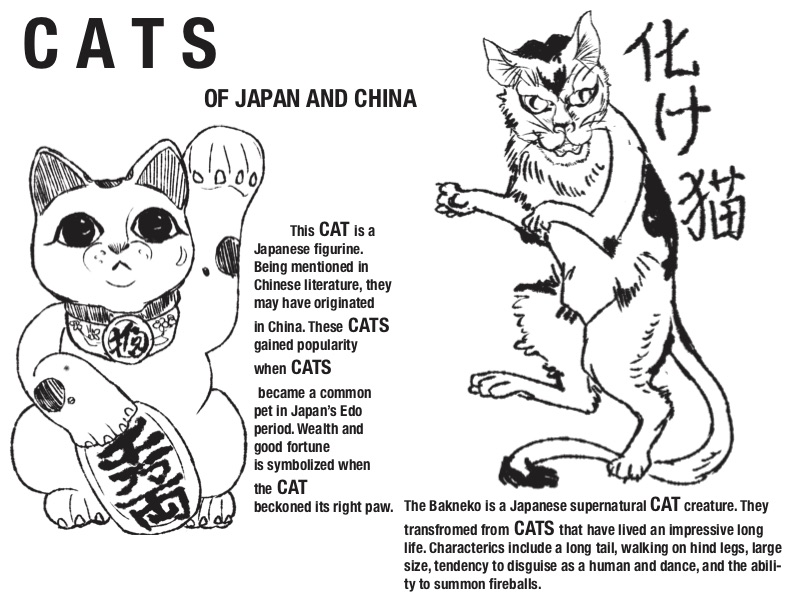 CATS
OF JAPAN AND CHINA
化け猫
This CAT is a
Japanese figurine.
Being mentioned in
Chinese literature, they
may have originated
in China. These CATS
gained popularity
when CATS
became a common
pet in Japan's Edo
period. Wealth and
good fortune
is symbolized when
the CAT
beckoned its right paw.
The Bakneko is a Japanese supernatural CAT creature. They
transfromed from CATS that have lived an impressive long
life. Characterics include a long tail, walking on hind legs, large
size, tendency to disguise as a human and dance, and the abili-
ty to summon fireballs.